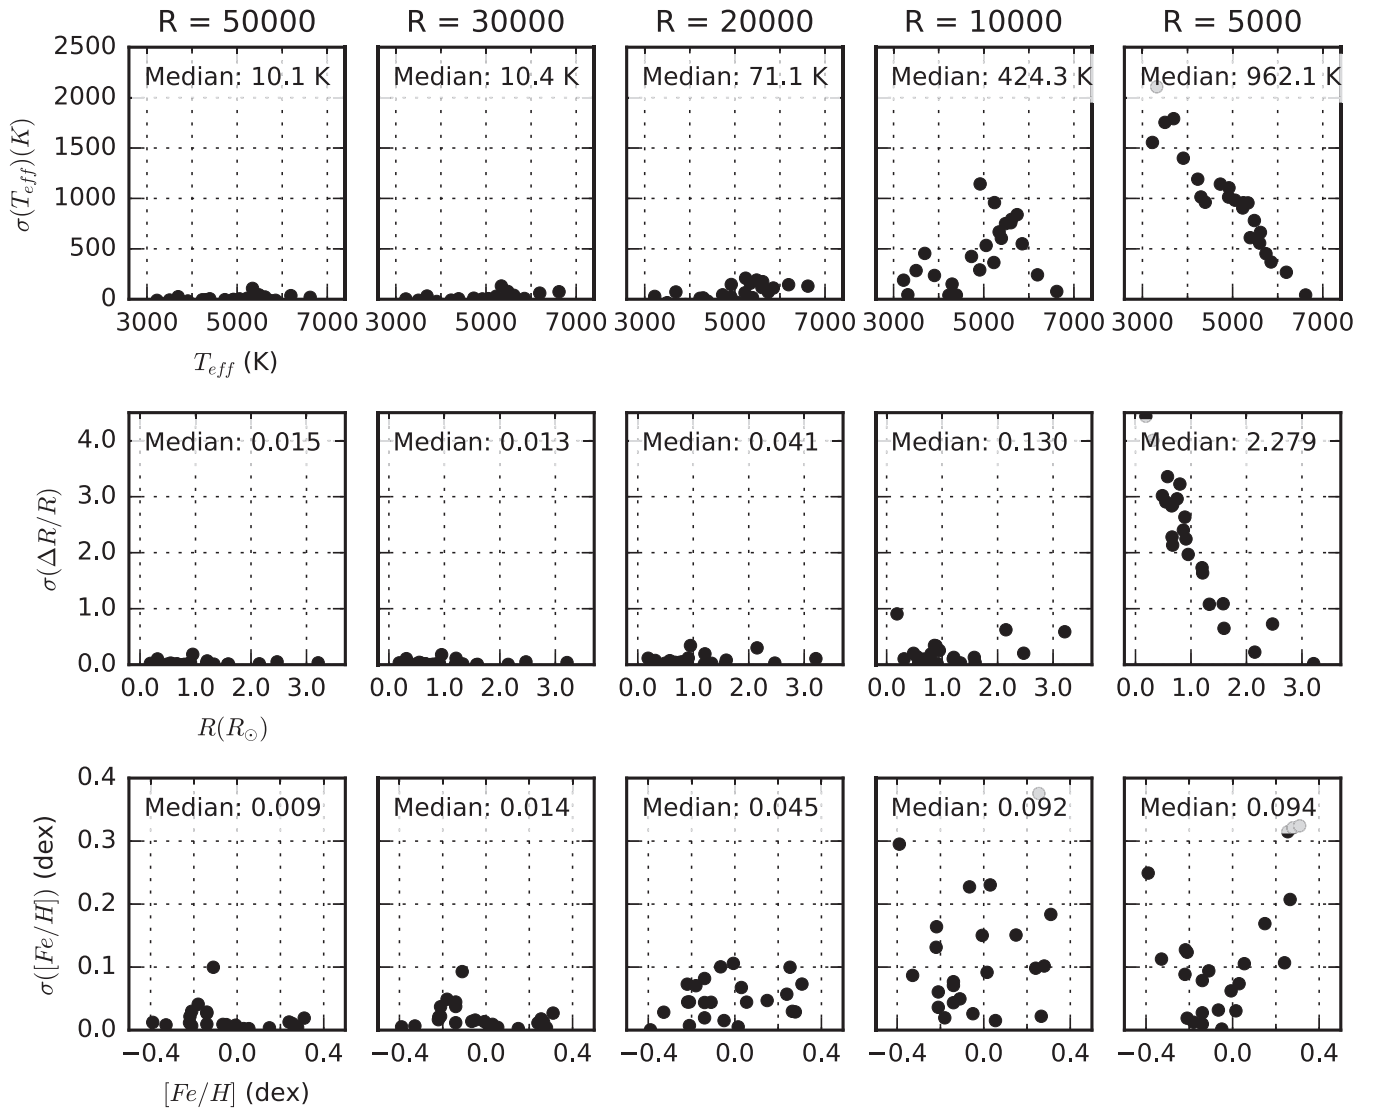 R = 50000 R = 30000 R = 20000 R = 10000 R = 5000
2500
Median: 10.1 K Median: 10.4 K Median: 71.1 K Median: 424.3 K Median: 962.1 K
2000
1500
σ(T_eff)(K)
1000
500
0
3000 5000 7000 3000 5000 7000 3000 5000 7000 3000 5000 7000 3000 5000 7000
T_eff (K)
4.0
Median: 0.015 Median: 0.013 Median: 0.041 Median: 0.130 Median: 2.279
3.0
σ(ΔR/R)
2.0
1.0
0.0
0.0 1.0 2.0 3.0 0.0 1.0 2.0 3.0 0.0 1.0 2.0 3.0 0.0 1.0 2.0 3.0 0.0 1.0 2.0 3.0
R(R☉)
0.4
Median: 0.009 Median: 0.014 Median: 0.045 Median: 0.092 Median: 0.094
0.3
σ([Fe/H]) (dex)
0.2
0.1
0.0
−0.4 0.0 0.4 −0.4 0.0 0.4 −0.4 0.0 0.4 −0.4 0.0 0.4 −0.4 0.0 0.4
[Fe/H] (dex)